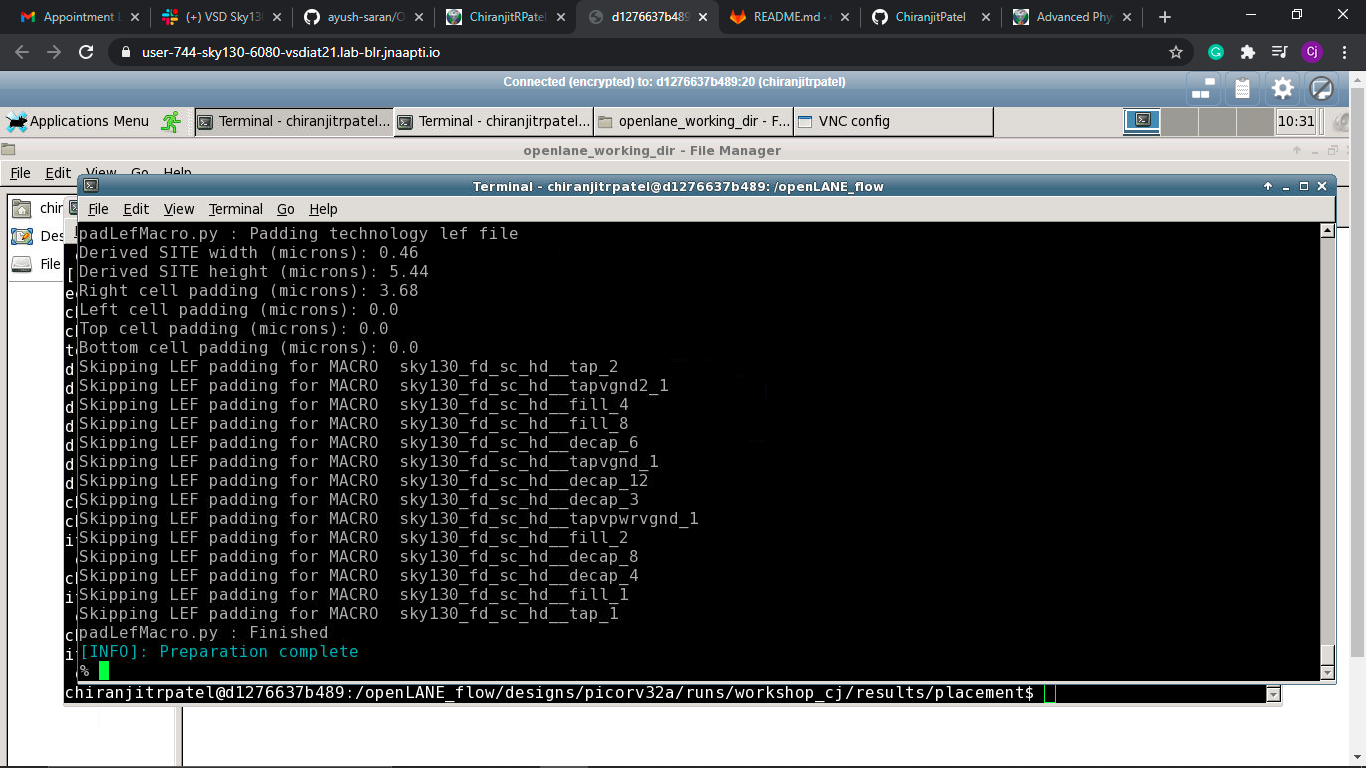 Appointment L
(+) VSD Sky13
ayush-saran/O
ChiranjitRPatel
d1276637b489
README.md ·
ChiranjitPatel
Advanced Phy
user-744-sky130-6080-vsdiat21.lab-blr.jnaapti.io
Cj
Connected (encrypted) to: d1276637b489:20 (chiranjitrpatel)
Applications Menu
Terminal - chiranjitrpatel...
Terminal - chiranjitrpatel...
openlane_working_dir - F...
VNC config
10:31
openlane_working_dir - File Manager
File Edit View Go Help
chir
Des
File
Terminal - chiranjitrpatel@d1276637b489: /openLANE_flow
File Edit View Terminal Go Help
padLefMacro.py : Padding technology lef file
Derived SITE width (microns): 0.46
Derived SITE height (microns): 5.44
Right cell padding (microns): 3.68
Left cell padding (microns): 0.0
Top cell padding (microns): 0.0
Bottom cell padding (microns): 0.0
Skipping LEF padding for MACRO  sky130_fd_sc_hd__tap_2
Skipping LEF padding for MACRO  sky130_fd_sc_hd__tapvgnd2_1
Skipping LEF padding for MACRO  sky130_fd_sc_hd__fill_4
Skipping LEF padding for MACRO  sky130_fd_sc_hd__fill_8
Skipping LEF padding for MACRO  sky130_fd_sc_hd__decap_6
Skipping LEF padding for MACRO  sky130_fd_sc_hd__tapvgnd_1
Skipping LEF padding for MACRO  sky130_fd_sc_hd__decap_12
Skipping LEF padding for MACRO  sky130_fd_sc_hd__decap_3
Skipping LEF padding for MACRO  sky130_fd_sc_hd__tapvpwrvgnd_1
Skipping LEF padding for MACRO  sky130_fd_sc_hd__fill_2
Skipping LEF padding for MACRO  sky130_fd_sc_hd__decap_8
Skipping LEF padding for MACRO  sky130_fd_sc_hd__decap_4
Skipping LEF padding for MACRO  sky130_fd_sc_hd__fill_1
Skipping LEF padding for MACRO  sky130_fd_sc_hd__tap_1
padLefMacro.py : Finished
[INFO]: Preparation complete
%
chiranjitrpatel@d1276637b489:/openLANE_flow/designs/picorv32a/runs/workshop_cj/results/placement$